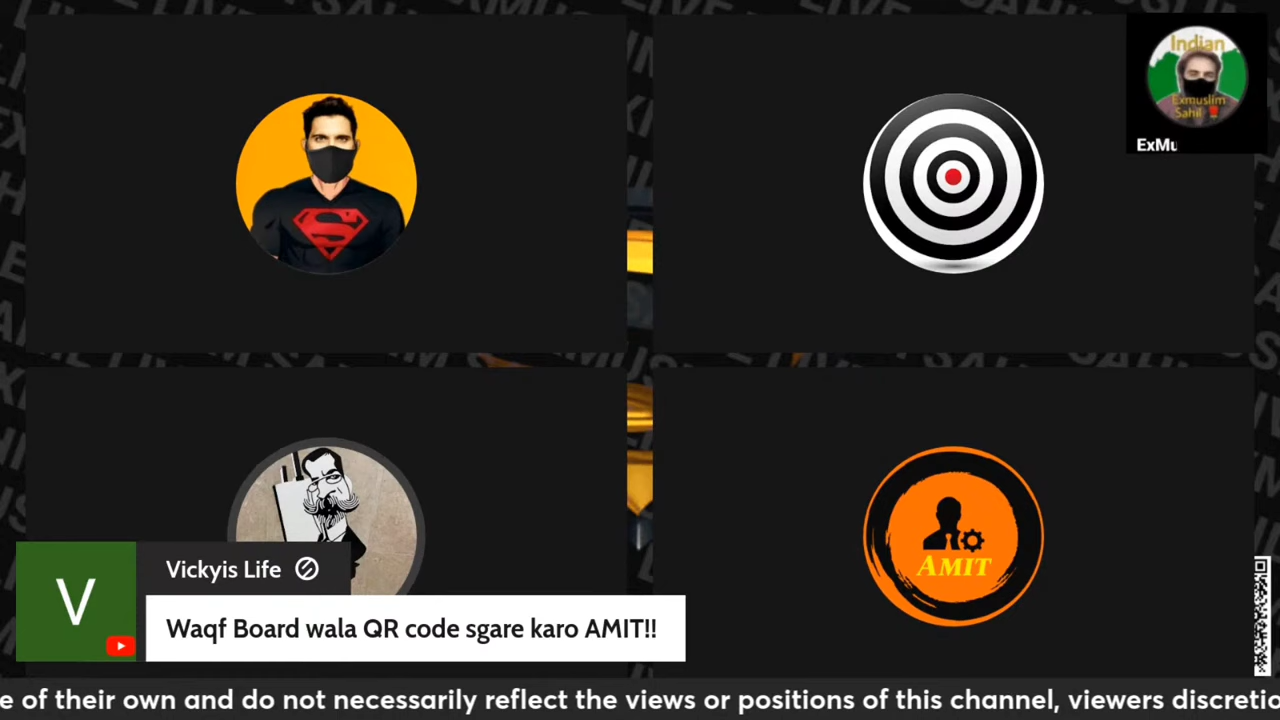 Indian
Exmuslim
Sahil
ExMu
AMIT
V
Vickyis Life
Waqf Board wala QR code sgare karo AMIT!!
e of their own and do not necessarily reflect the views or positions of this channel, viewers discretio